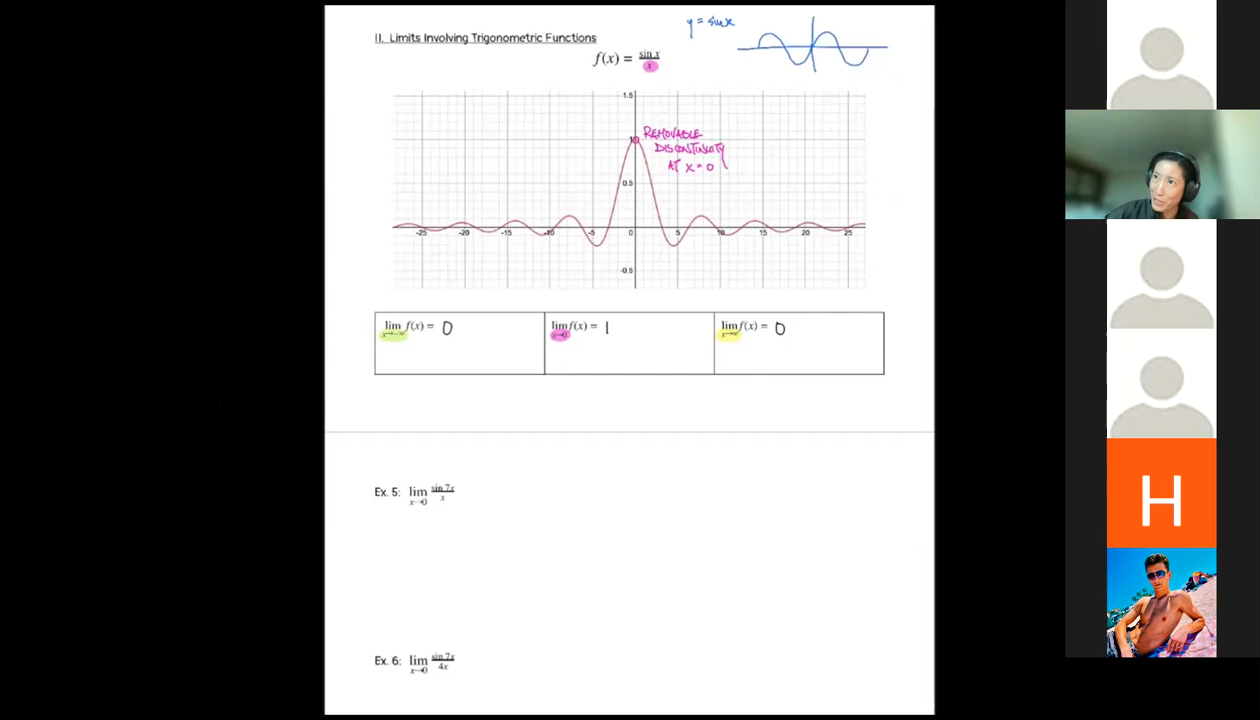 II. Limits Involving Trigonometric Functions
y = sin x
f(x) = sin x / x
1.5
1
0.5
-0.5
REMOVABLE
DISCONTINUITY
AT x = 0
-25 -20 -15 -10 -5 0 5 10 15 20 25
lim x→-∞ f(x) = 0
lim x→0 f(x) = 1
lim x→∞ f(x) = 0
Ex. 5: lim x→0 sin 7x / x
Ex. 6: lim x→0 sin 7x / 4x
H